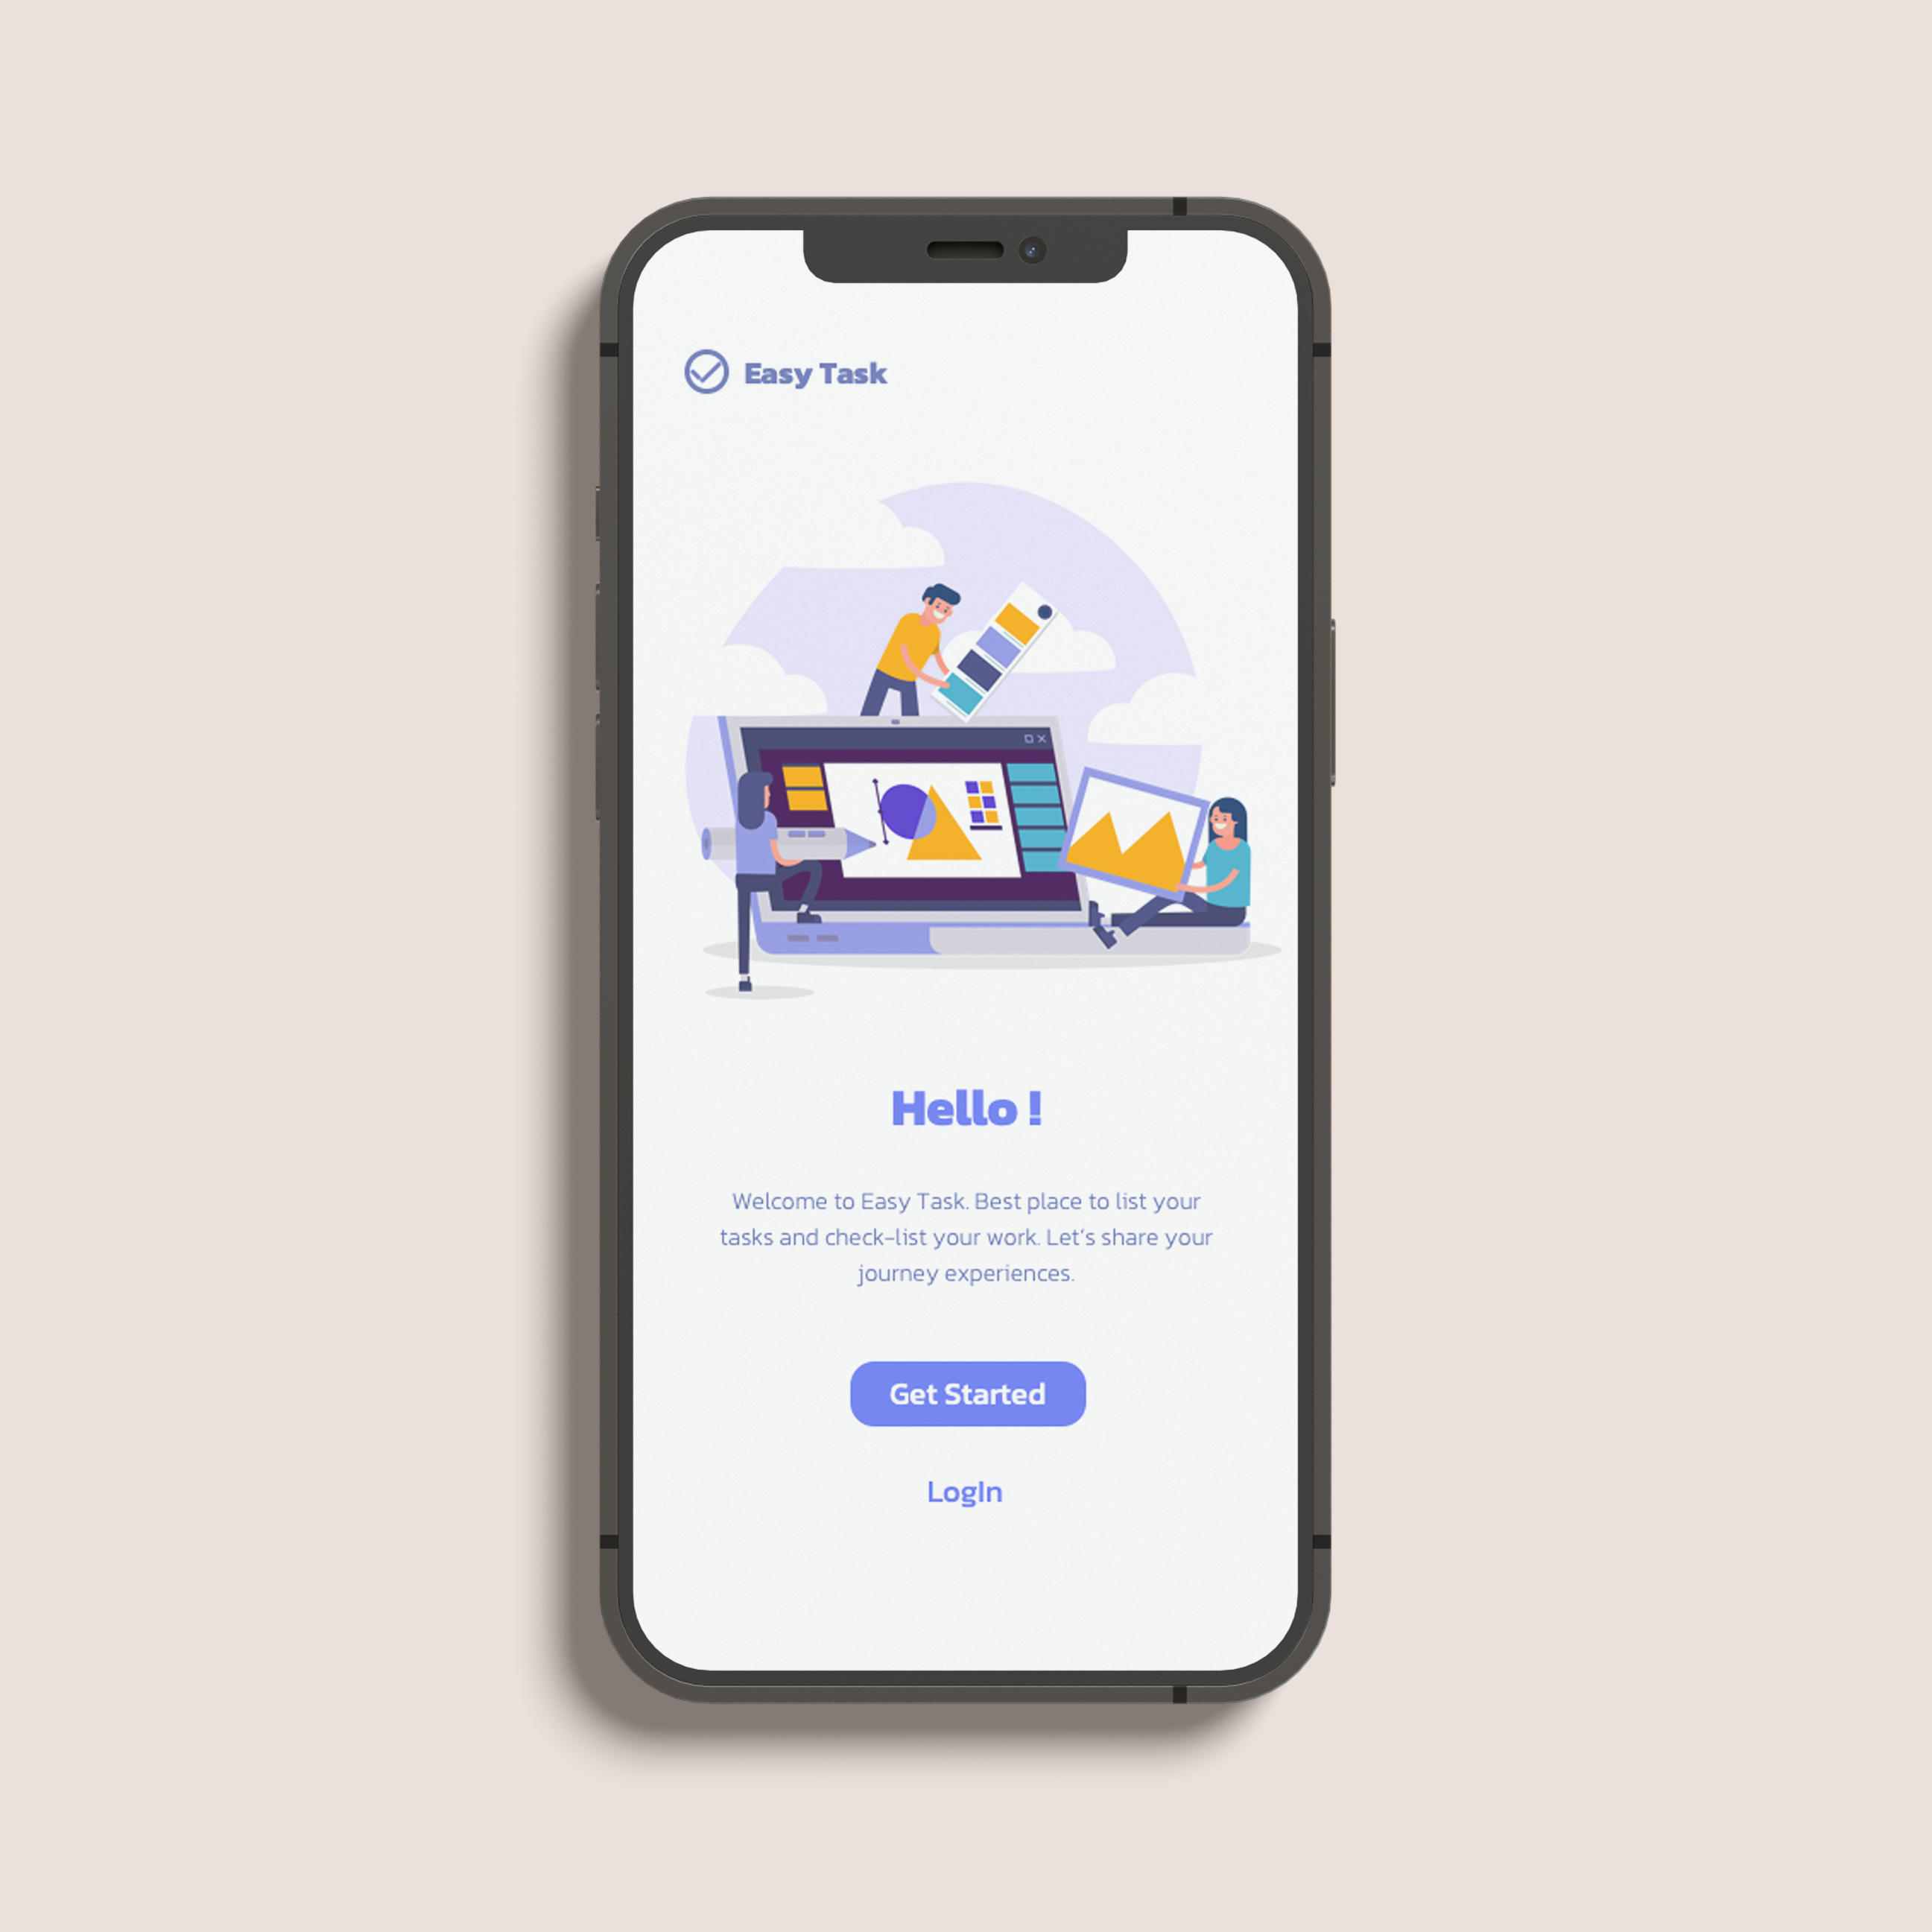 Easy Task
Hello !
Welcome to Easy Task. Best place to list your
tasks and check-list your work. Let's share your
journey experiences.
Get Started
LogIn